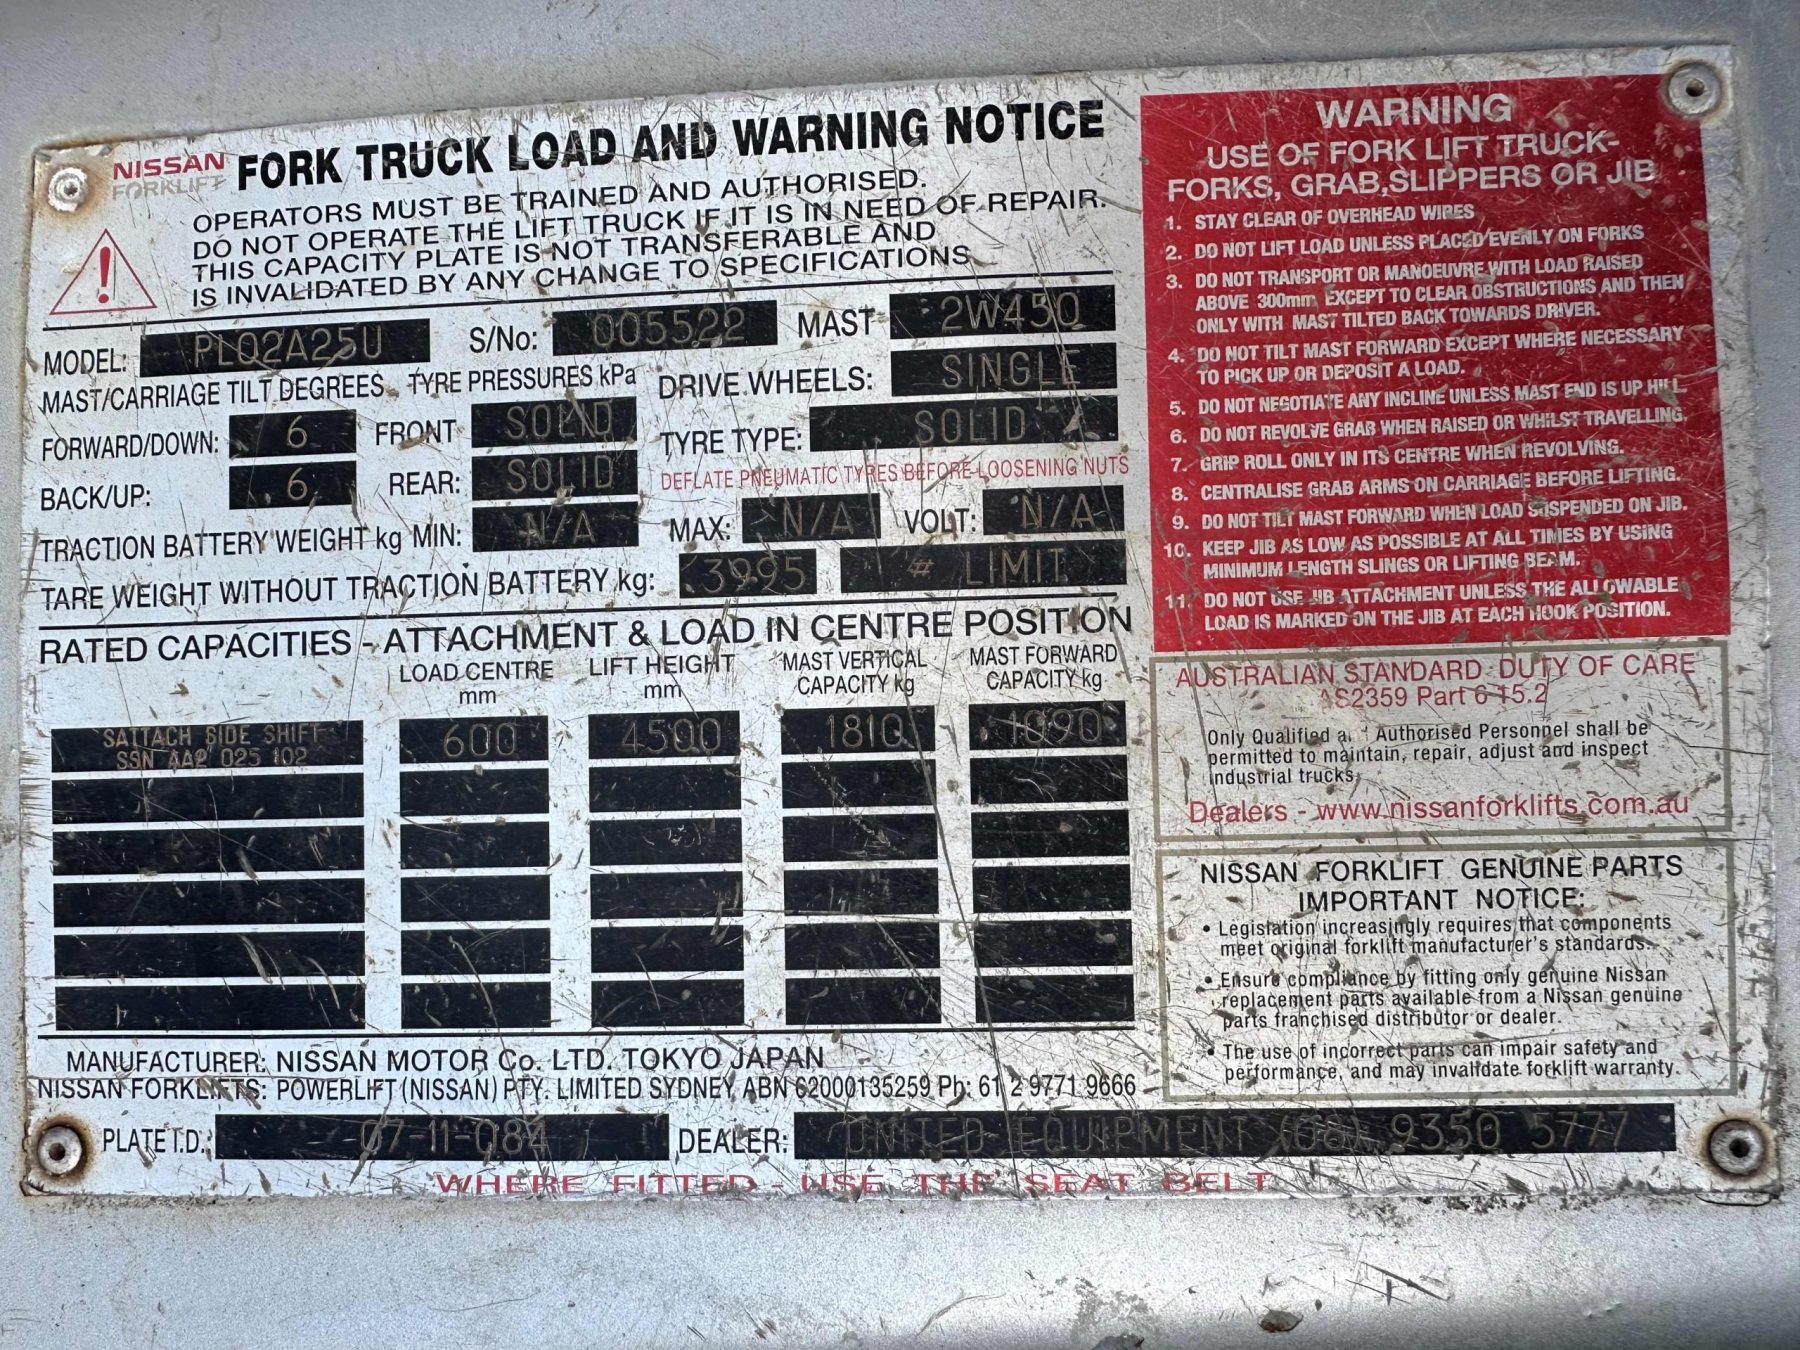 NISSAN
FORKLIFT
FORK TRUCK LOAD AND WARNING NOTICE
OPERATORS MUST BE TRAINED AND AUTHORISED.
DO NOT OPERATE THE LIFT TRUCK IF IT IS IN NEED OF REPAIR.
THIS CAPACITY PLATE IS NOT TRANSFERABLE AND
IS INVALIDATED BY ANY CHANGE TO SPECIFICATIONS
MODEL: PL02A25U S/No: 005522 MAST 2W450
MAST/CARRIAGE TILT DEGREES TYRE PRESSURES kPa DRIVE WHEELS: SINGLE
FORWARD/DOWN: 6 FRONT SOLID TYRE TYPE: SOLID
DEFLATE PNEUMATIC TYRES BEFORE LOOSENING NUTS
BACK/UP: 6 REAR: SOLID
TRACTION BATTERY WEIGHT kg MIN: N/A MAX: N/A VOLT: N/A
TARE WEIGHT WITHOUT TRACTION BATTERY kg: 3995 # LIMIT
RATED CAPACITIES - ATTACHMENT & LOAD IN CENTRE POSITION
LOAD CENTRE LIFT HEIGHT MAST VERTICAL MAST FORWARD
mm mm CAPACITY kg CAPACITY kg
SATTACH SIDE SHIFT 600 4500 1810 1090
SSN AA2 025 102
MANUFACTURER: NISSAN MOTOR Co. LTD. TOKYO JAPAN
NISSAN FORKLIFTS: POWERLIFT (NISSAN) PTY. LIMITED SYDNEY ABN 62000135259 Ph: 61 2 9771 9666
PLATE I.D.: 07-11-084 DEALER: UNITED EQUIPMENT (08) 9350 5777
WHERE FITTED - USE THE SEAT BELT
WARNING
USE OF FORK LIFT TRUCK-
FORKS, GRAB, SLIPPERS OR JIB
1. STAY CLEAR OF OVERHEAD WIRES
2. DO NOT LIFT LOAD UNLESS PLACED EVENLY ON FORKS
3. DO NOT TRANSPORT OR MANOEUVRE WITH LOAD RAISED
ABOVE 300mm EXCEPT TO CLEAR OBSTRUCTIONS AND THEN
ONLY WITH MAST TILTED BACK TOWARDS DRIVER.
4. DO NOT TILT MAST FORWARD EXCEPT WHERE NECESSARY
TO PICK UP OR DEPOSIT A LOAD.
5. DO NOT NEGOTIATE ANY INCLINE UNLESS MAST END IS UP HILL
6. DO NOT REVOLVE GRAB WHEN RAISED OR WHILST TRAVELLING.
7. GRIP ROLL ONLY IN ITS CENTRE WHEN REVOLVING.
8. CENTRALISE GRAB ARMS ON CARRIAGE BEFORE LIFTING.
9. DO NOT TILT MAST FORWARD WHEN LOAD SUSPENDED ON JIB.
10. KEEP JIB AS LOW AS POSSIBLE AT ALL TIMES BY USING
MINIMUM LENGTH SLINGS OR LIFTING BEAM.
11. DO NOT USE JIB ATTACHMENT UNLESS THE ALLOWABLE
LOAD IS MARKED ON THE JIB AT EACH HOOK POSITION.
AUSTRALIAN STANDARD DUTY OF CARE
AS2359 Part 6-15.2
Only Qualified and Authorised Personnel shall be
permitted to maintain, repair, adjust and inspect
industrial trucks.
Dealers - www.nissanforklifts.com.au
NISSAN FORKLIFT GENUINE PARTS
IMPORTANT NOTICE:
• Legislation increasingly requires that components
meet original forklift manufacturer's standards.
• Ensure compliance by fitting only genuine Nissan
replacement parts available from a Nissan genuine
parts franchised distributor or dealer.
• The use of incorrect parts can impair safety and
performance, and may invalidate forklift warranty.